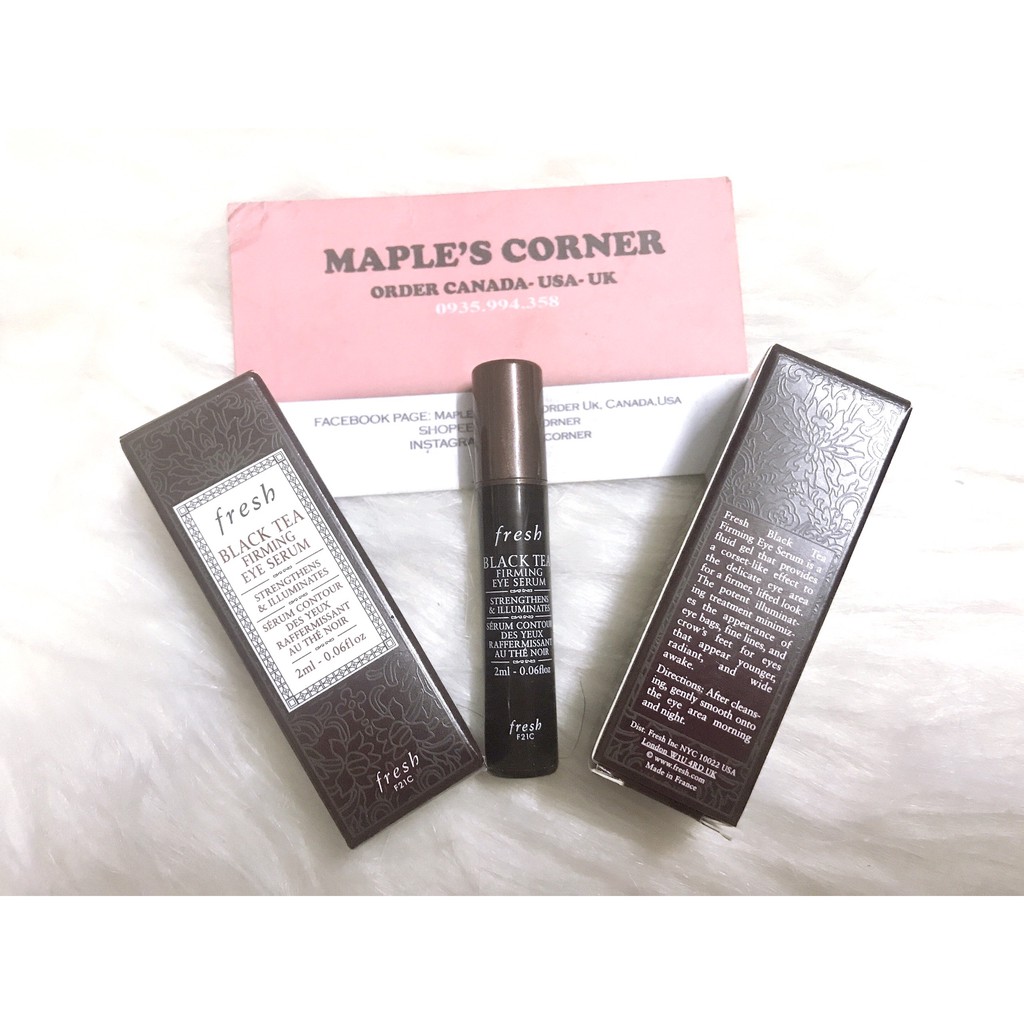 MAPLE'S CORNER
ORDER CANADA- USA- UK
0935.994.358
FACEBOOK PAGE: MAPLE ORDER UK, CANADA,USA
SHOPEE ORNER
INSTAGRA CORNER
fresh
BLACK TEA
FIRMING
EYE SERUM
STRENGTHENS
& ILLUMINATES
SÉRUM CONTOUR
DES YEUX
RAFFERMISSANT
AU THÉ NOIR
2ml - 0.06floz
fresh
F21C
fresh
BLACK TEA
FIRMING
EYE SERUM
STRENGTHENS
& ILLUMINATES
SÉRUM CONTOUR
DES YEUX
RAFFERMISSANT
AU THÉ NOIR
2ml - 0.06floz
fresh
F21C
Fresh Black Tea
Firming Eye Serum is a
fluid gel that provides
a corset-like effect to
the delicate eye area
for a firmer, lifted look.
The potent illuminat-
ing treatment minimiz-
es the appearance of
eye bags, fine lines, and
crow's feet for eyes
that appear younger,
radiant, and wide
awake.
Directions: After cleans-
ing, gently smooth onto
the eye area morning
and night.
Dist. Fresh Inc NYC 10022 USA
London W1U 4RD UK
© www.fresh.com
Made in France